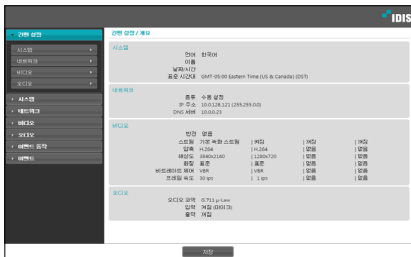 IDIS
간편 설정
시스템
네트워크
비디오
오디오
시스템
네트워크
비디오
오디오
이벤트 동작
이벤트
간편 설정 / 개요
시스템
언어 한국어
이름
날짜/시간
표준 시간대 GMT-05:00 Eastern Time (US & Canada) (DST)
네트워크
종류 수동 설정
IP 주소 10.0.128.121 (255.255.0.0)
DNS 서버 10.0.0.23
비디오
반전 없음
스트림 기본 녹화 스트림 | 켜짐 | 꺼짐 | 꺼짐
압축 H.264 | H.264 | 없음 | 없음
해상도 3840x2160 | 1280x720 | 없음 | 없음
화질 표준 | 표준 | 없음 | 없음
비트레이트 제어 VBR | VBR | 없음 | 없음
프레임 속도 30 ips | 1 ips | 없음 | 없음
오디오
오디오 코덱 G.711 μ-Law
입력 꺼짐 (마이크)
출력 꺼짐
저장